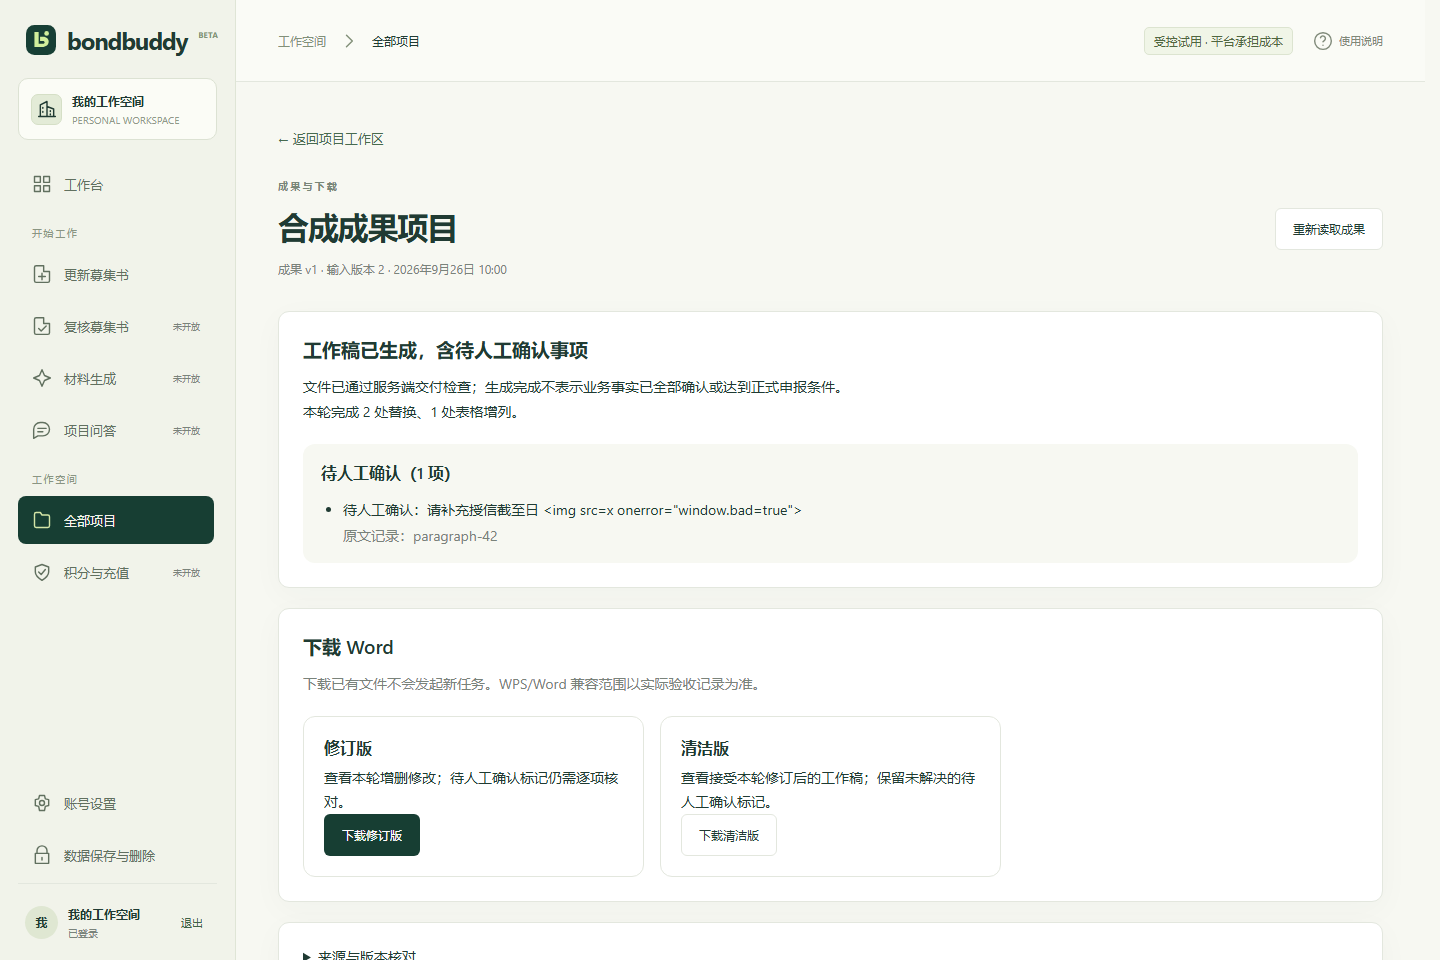 bondbuddy BETA
我的工作空间
PERSONAL WORKSPACE
工作台
开始工作
更新募集书
复核募集书 未开放
材料生成 未开放
项目问答 未开放
工作空间
全部项目
积分与充值 未开放
账号设置
数据保存与删除
我 我的工作空间
已登录
退出
工作空间 全部项目
受控试用 · 平台承担成本
使用说明
← 返回项目工作区
成果与下载
合成成果项目
重新读取成果
成果 v1 · 输入版本 2 · 2026年9月26日 10:00
工作稿已生成，含待人工确认事项
文件已通过服务端交付检查；生成完成不表示业务事实已全部确认或达到正式申报条件。
本轮完成 2 处替换、1 处表格增列。
待人工确认（1 项）
• 待人工确认：请补充授信截至日 <img src=x onerror="window.bad=true">
原文记录：paragraph-42
下载 Word
下载已有文件不会发起新任务。WPS/Word 兼容范围以实际验收记录为准。
修订版
查看本轮增删修改；待人工确认标记仍需逐项核
对。
下载修订版
清洁版
查看接受本轮修订后的工作稿；保留未解决的待
人工确认标记。
下载清洁版
▶ 来源与版本核对